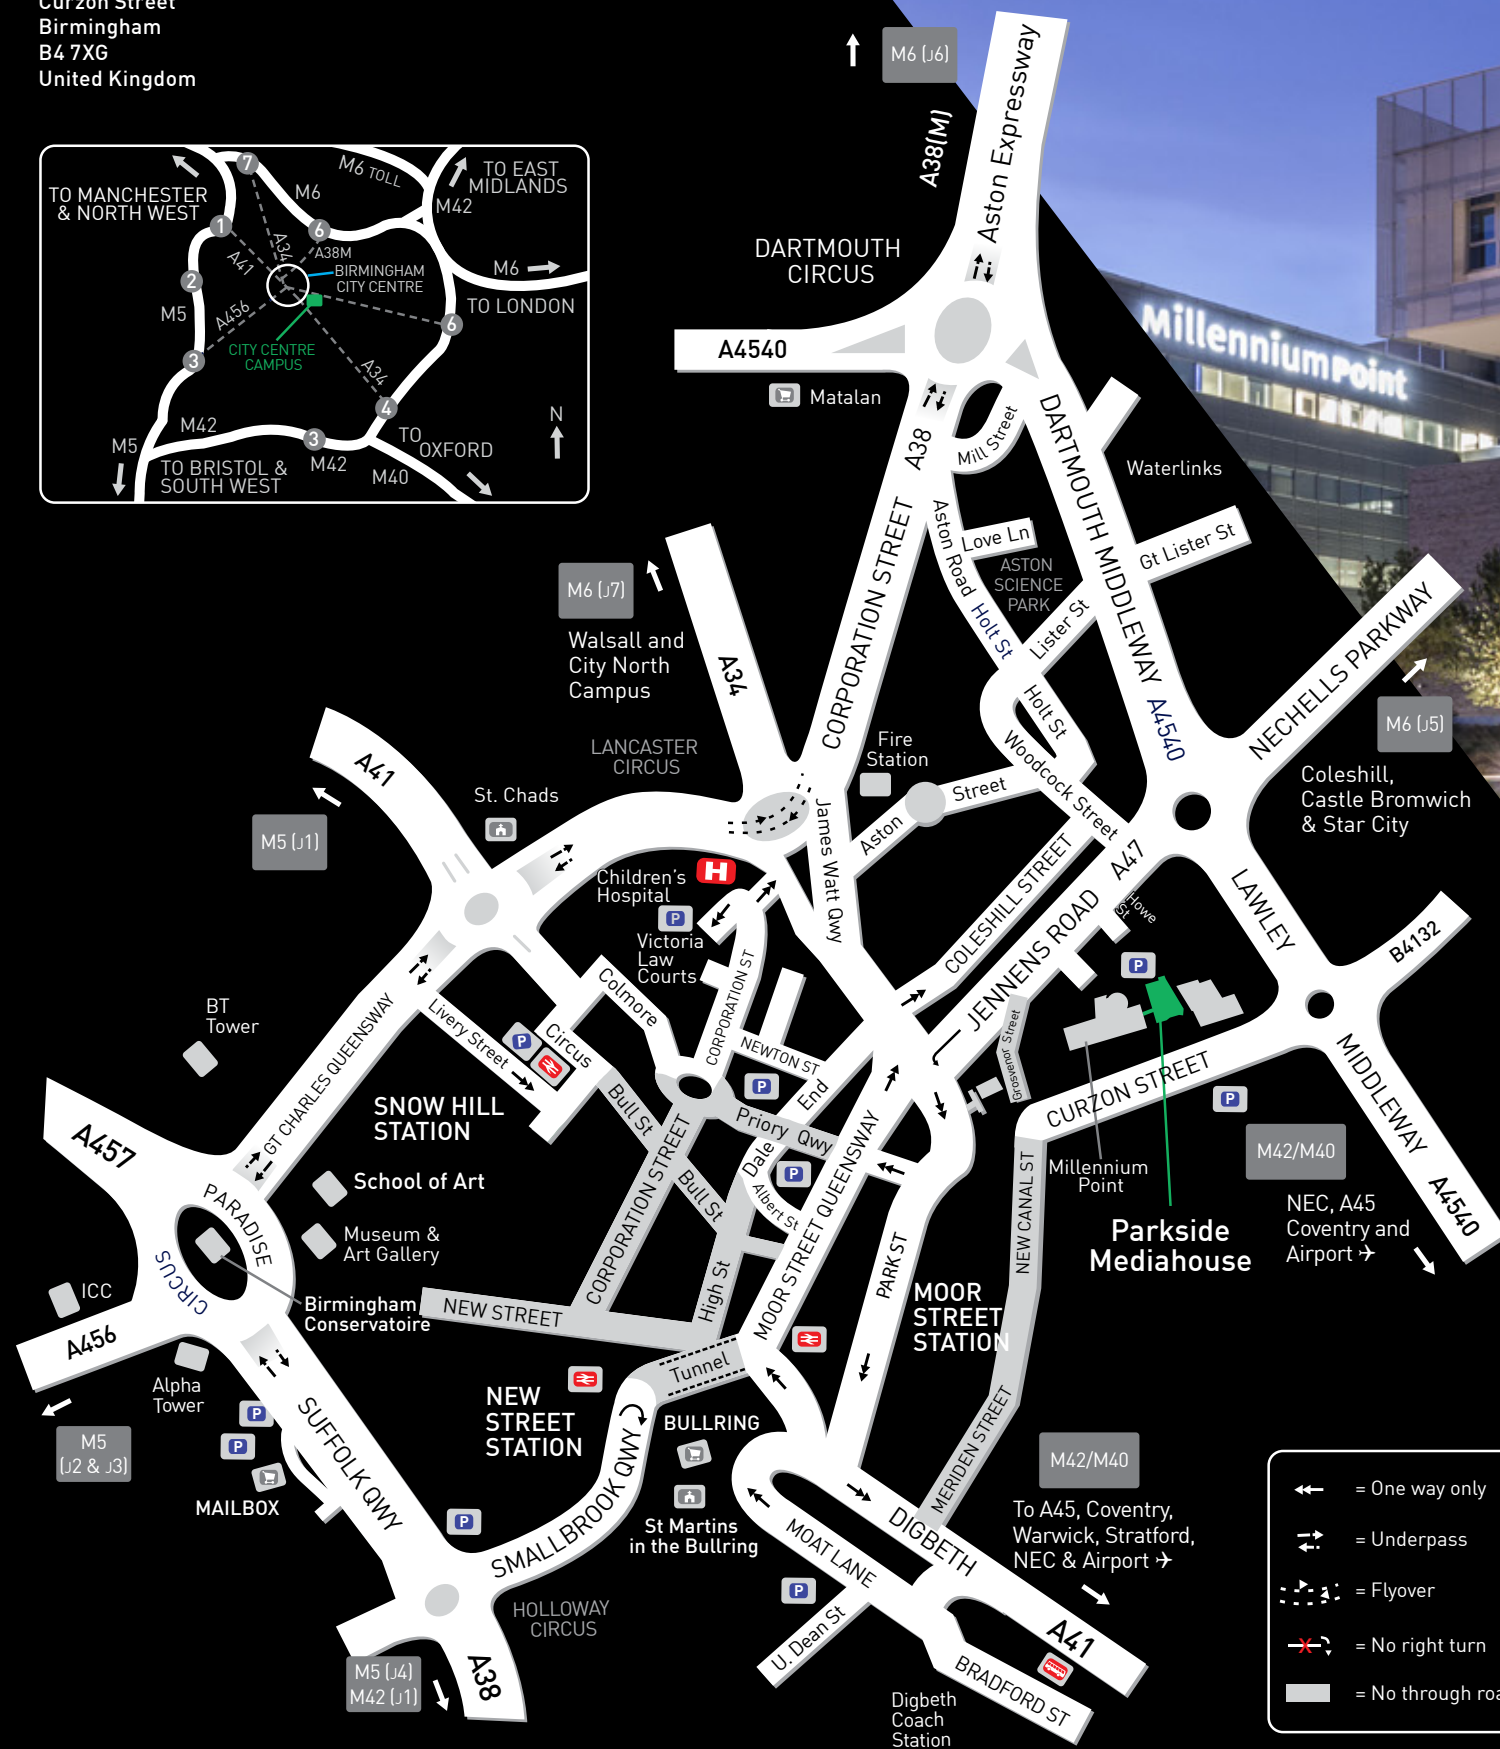 Curzon Street
Birmingham
B4 7XG
United Kingdom
M6 (J6)
A38(M)
Aston Expressway
7
M6 TOLL
TO EAST
MIDLANDS
TO MANCHESTER
& NORTH WEST
M6
M42
1
6
A34
A38M
A41
BIRMINGHAM
CITY CENTRE
M6
2
TO LONDON
M5
A456
6
CITY CENTRE
CAMPUS
3
A34
4
N
M42
3
TO
OXFORD
M5
M42
M40
TO BRISTOL &
SOUTH WEST
DARTMOUTH
CIRCUS
MillenniumPoint
A4540
Matalan
Mill Street
A38
DARTMOUTH MIDDLEWAY
Waterlinks
Aston Road
Love Ln
Gt Lister St
ASTON
SCIENCE
PARK
CORPORATION STREET
M6 (J7)
Walsall and
City North
Campus
A34
Holt St
Lister St
NECHELLS PARKWAY
M6 (J5)
Coleshill,
Castle Bromwich
& Star City
A4540
Holt St
A41
LANCASTER
CIRCUS
Fire
Station
Woodcock Street
Street
Aston
St. Chads
M5 (J1)
James Watt Qwy
A47
COLESHILL STREET
Children's
Hospital
H
P
Victoria
Law
Courts
JENNENS ROAD
Howe
St
LAWLEY
B4132
P
Colmore
CORPORATION ST
BT
Tower
Livery Street
P
Circus
NEWTON ST
Grosvenor Street
GT CHARLES QUEENSWAY
SNOW HILL
STATION
Bull St
P
End
CURZON STREET
P
MIDDLEWAY
Priory Qwy
A457
M42/M40
Dale
P
Millennium
Point
School of Art
CORPORATION STREET
Bull St
Albert St
MOOR STREET QUEENSWAY
NEW CANAL ST
NEC, A45
Coventry and
Airport
A4540
Parkside
Mediahouse
PARADISE
CIRCUS
Museum &
Art Gallery
PARK ST
ICC
Birmingham
Conservatoire
NEW STREET
High St
MOOR
STREET
STATION
A456
Tunnel
Alpha
Tower
NEW
STREET
STATION
P
P
SUFFOLK QWY
BULLRING
MERIDEN STREET
M5
(J2 & J3)
MAILBOX
M42/M40
To A45, Coventry,
Warwick, Stratford,
NEC & Airport
P
SMALLBROOK QWY
St Martins
in the Bullring
DIGBETH
MOAT LANE
P
HOLLOWAY
CIRCUS
U. Dean St
A41
M5 (J4)
M42 (J1)
A38
BRADFORD ST
Digbeth
Coach
Station
= One way only
= Underpass
= Flyover
= No right turn
= No through roa